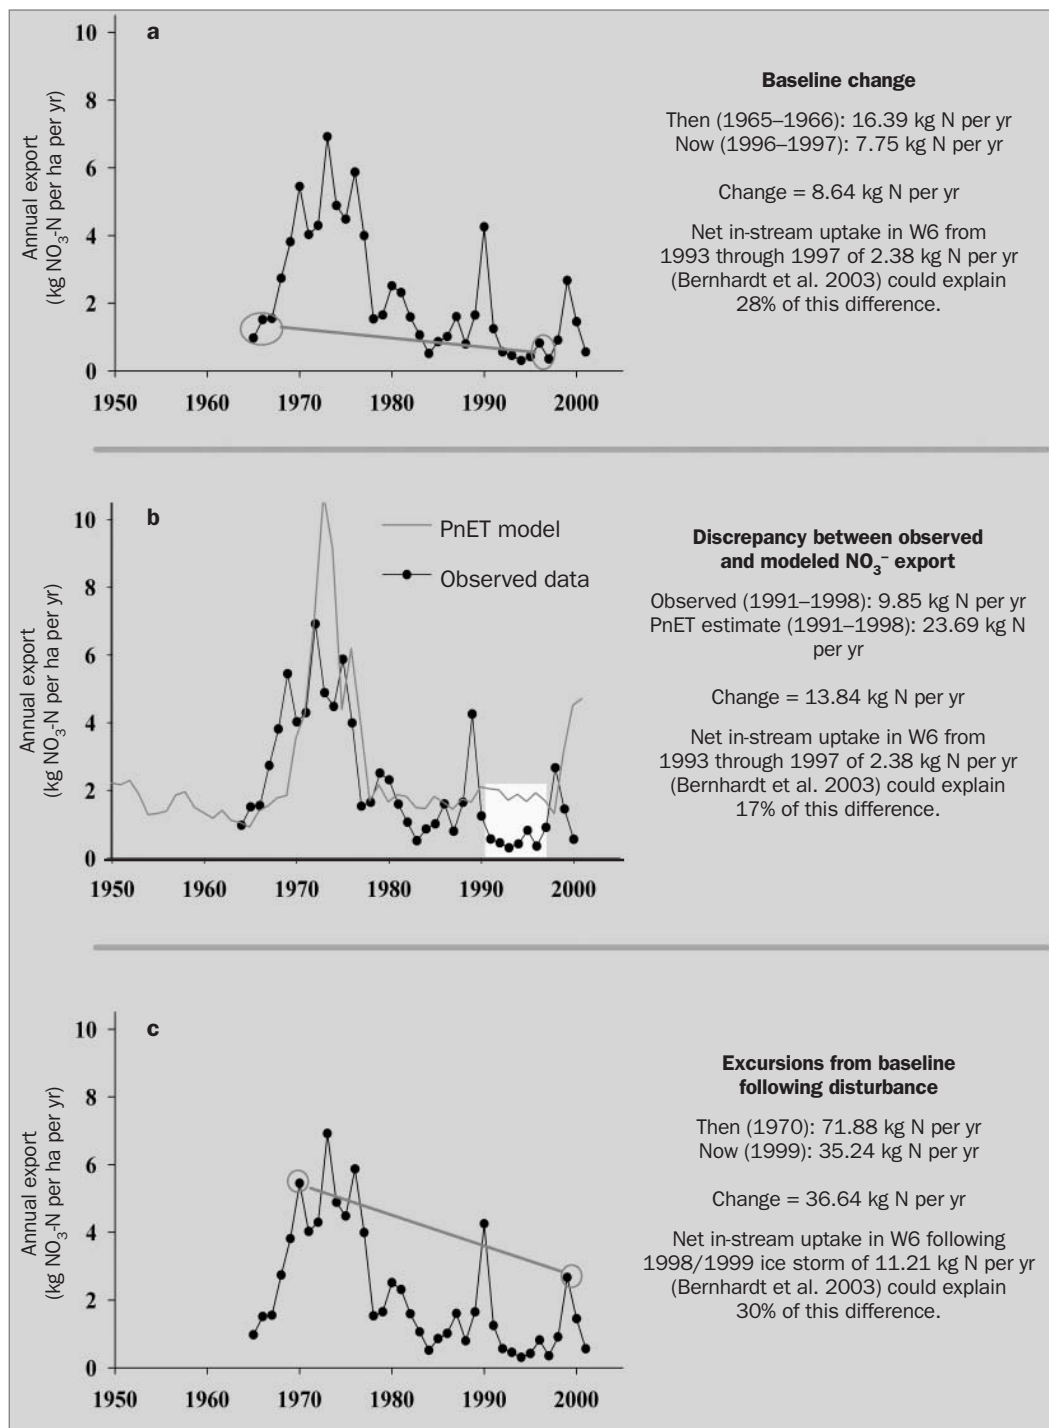 a
10
8
6
4
2
0
1950 1960 1970 1980 1990 2000
Annual export
(kg NO3-N per ha per yr)
Baseline change
Then (1965–1966): 16.39 kg N per yr
Now (1996–1997): 7.75 kg N per yr
Change = 8.64 kg N per yr
Net in-stream uptake in W6 from
1993 through 1997 of 2.38 kg N per yr
(Bernhardt et al. 2003) could explain
28% of this difference.
b
10
8
6
4
2
0
1950 1960 1970 1980 1990 2000
Annual export
(kg NO3-N per ha per yr)
PnET model
Observed data
Discrepancy between observed
and modeled NO3– export
Observed (1991–1998): 9.85 kg N per yr
PnET estimate (1991–1998): 23.69 kg N
per yr
Change = 13.84 kg N per yr
Net in-stream uptake in W6 from
1993 through 1997 of 2.38 kg N per yr
(Bernhardt et al. 2003) could explain
17% of this difference.
c
10
8
6
4
2
0
1950 1960 1970 1980 1990 2000
Annual export
(kg NO3-N per ha per yr)
Excursions from baseline
following disturbance
Then (1970): 71.88 kg N per yr
Now (1999): 35.24 kg N per yr
Change = 36.64 kg N per yr
Net in-stream uptake in W6 following
1998/1999 ice storm of 11.21 kg N per yr
(Bernhardt et al. 2003) could explain
30% of this difference.